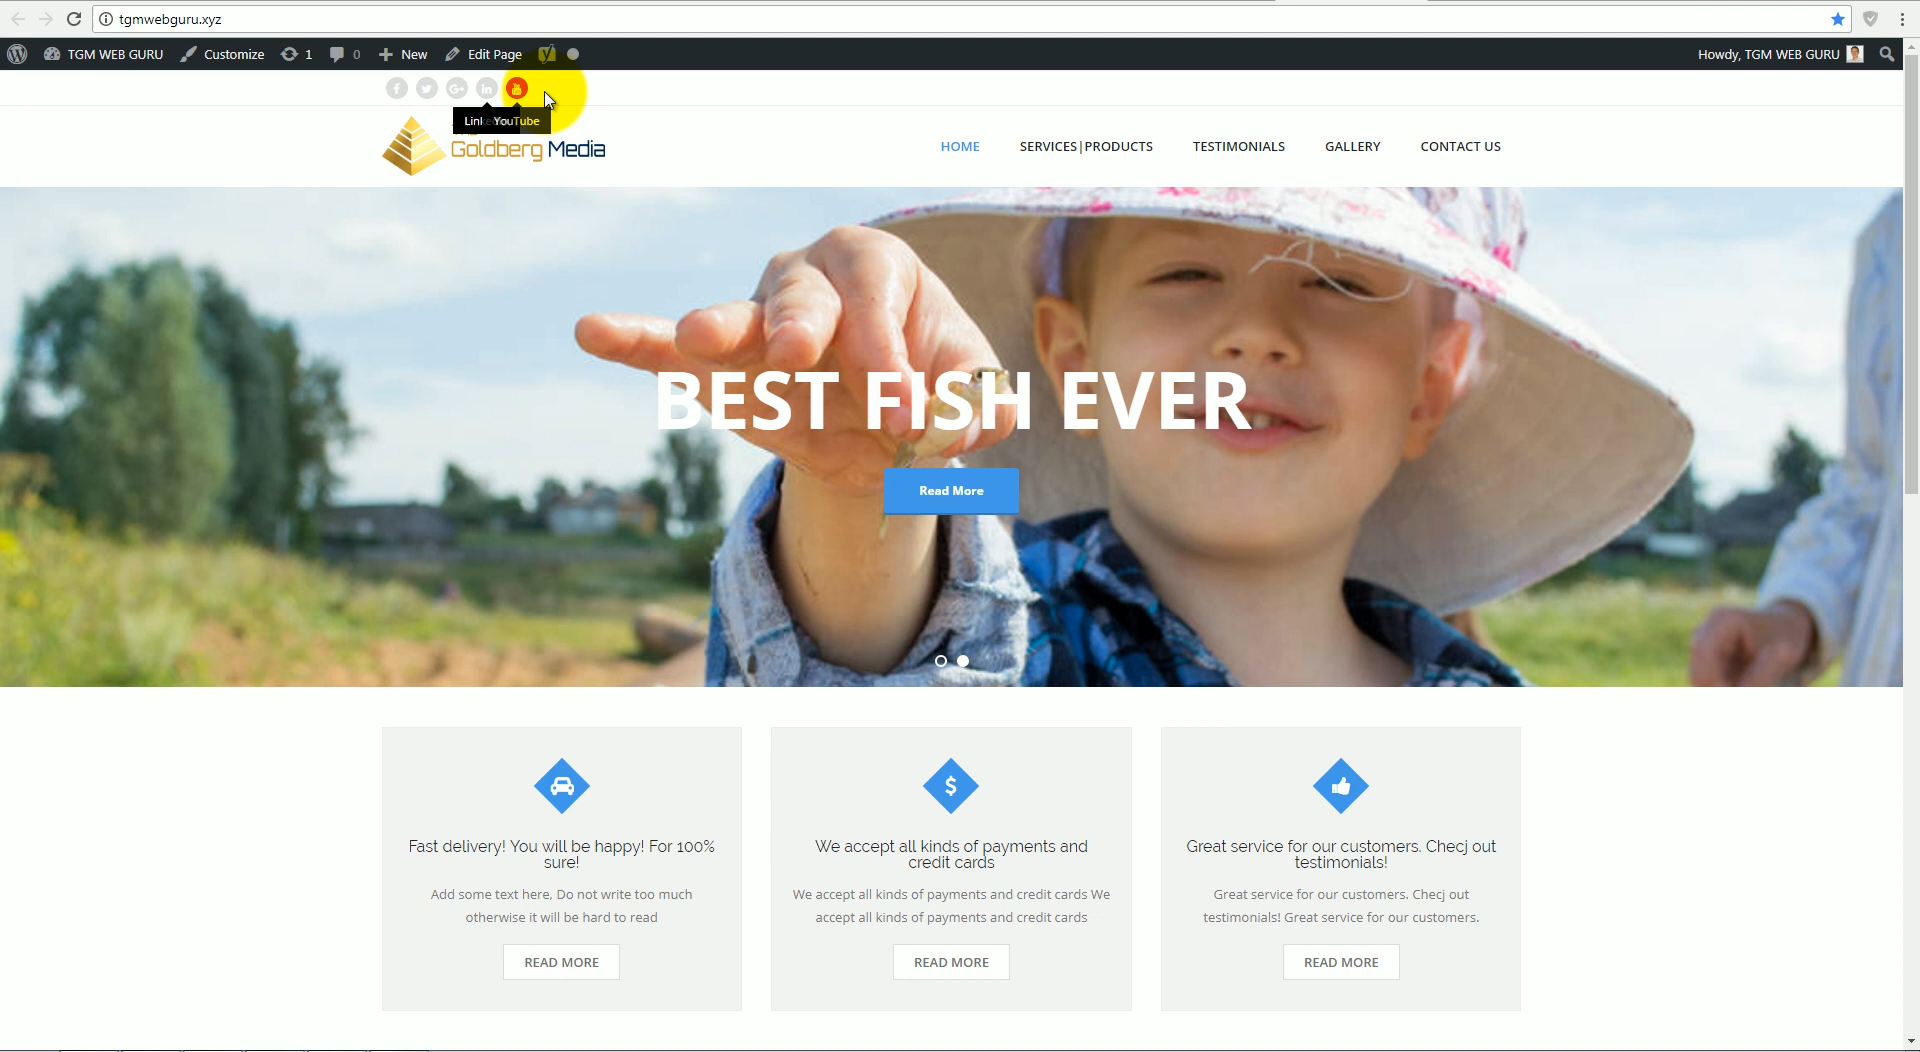 tgmwebguru.xyz
TGM WEB GURU Customize 1 0 New Edit Page Howdy, TGM WEB GURU
YouTube
Goldberg Media
HOME SERVICES|PRODUCTS TESTIMONIALS GALLERY CONTACT US
BEST FISH EVER
Read More
Fast delivery! You will be happy! For 100%
sure!
Add some text here, Do not write too much
otherwise it will be hard to read
READ MORE
We accept all kinds of payments and
credit cards
We accept all kinds of payments and credit cards We
accept all kinds of payments and credit cards
READ MORE
Great service for our customers. Checj out
testimonials!
Great service for our customers. Checj out
testimonials! Great service for our customers.
READ MORE